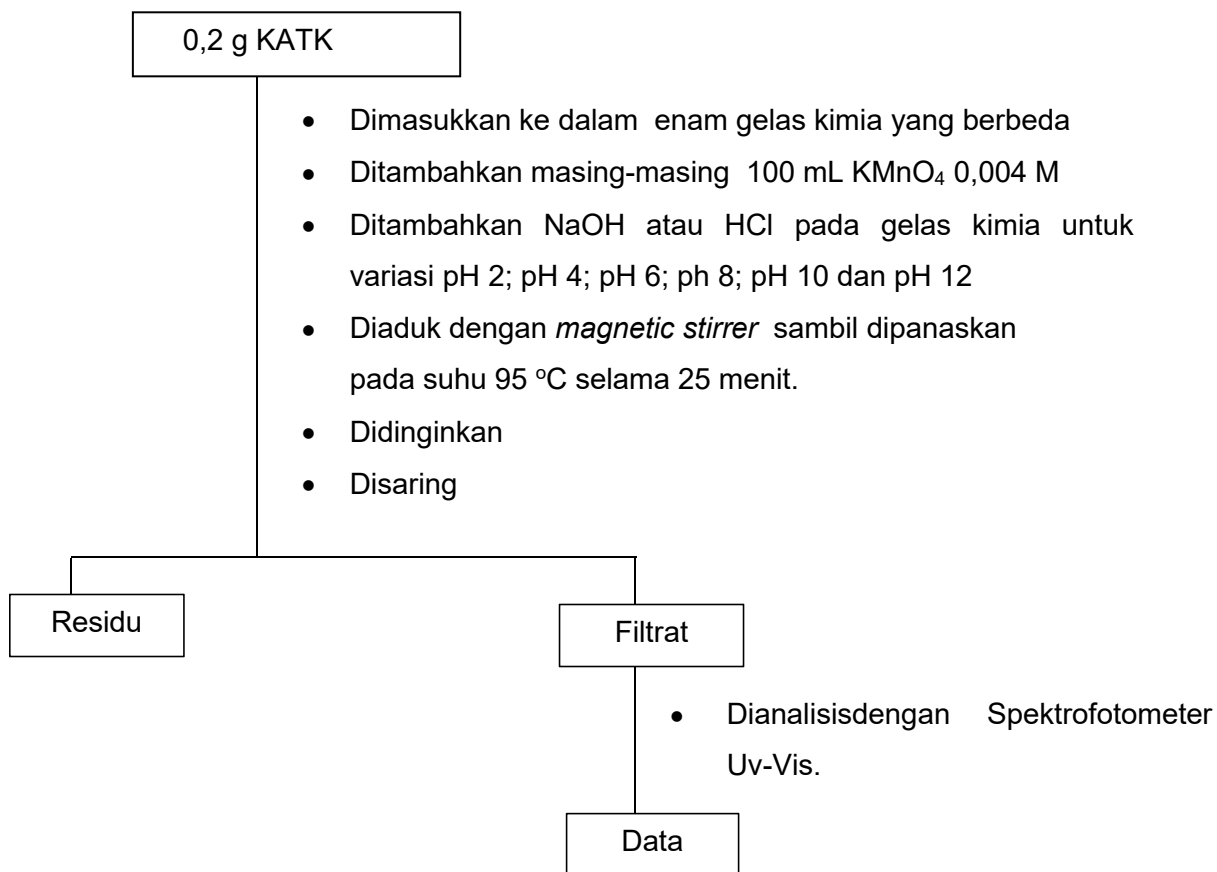 0,2 g KATK
• Dimasukkan ke dalam enam gelas kimia yang berbeda
• Ditambahkan masing-masing 100 mL KMnO₄ 0,004 M
• Ditambahkan NaOH atau HCl pada gelas kimia untuk
variasi pH 2; pH 4; pH 6; ph 8; pH 10 dan pH 12
• Diaduk dengan magnetic stirrer sambil dipanaskan
pada suhu 95 ᵒC selama 25 menit.
• Didinginkan
• Disaring
Residu
Filtrat
• Dianalisisdengan Spektrofotometer
Uv-Vis.
Data